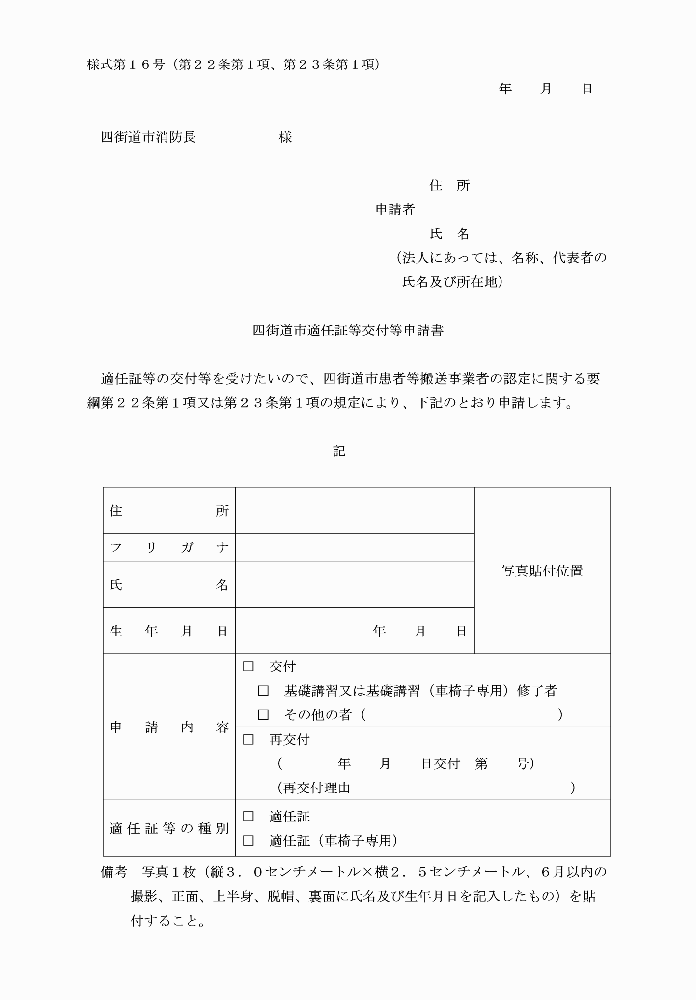 様式第１６号（第２２条第１項、第２３条第１項）
年　　月　　日
四街道市消防長　　　　　　様
住　所
申請者
氏　名
（法人にあっては、名称、代表者の
氏名及び所在地）
四街道市適任証等交付等申請書
適任証等の交付等を受けたいので、四街道市患者等搬送事業者の認定に関する要
綱第２２条第１項又は第２３条第１項の規定により、下記のとおり申請します。
記
住所
フリガナ
氏名
写真貼付位置
生年月日　年　　月　　日
申請内容
□　交付
□　基礎講習又は基礎講習（車椅子専用）修了者
□　その他の者（　　　　　　　　　　　　　　）
□　再交付
（　　　　年　　月　　日交付　第　　号）
（再交付理由　　　　　　　　　　　　　　　　）
適任証等の種別
□　適任証
□　適任証（車椅子専用）
備考　写真１枚（縦３．０センチメートル×横２．５センチメートル、６月以内の
撮影、正面、上半身、脱帽、裏面に氏名及び生年月日を記入したもの）を貼
付すること。